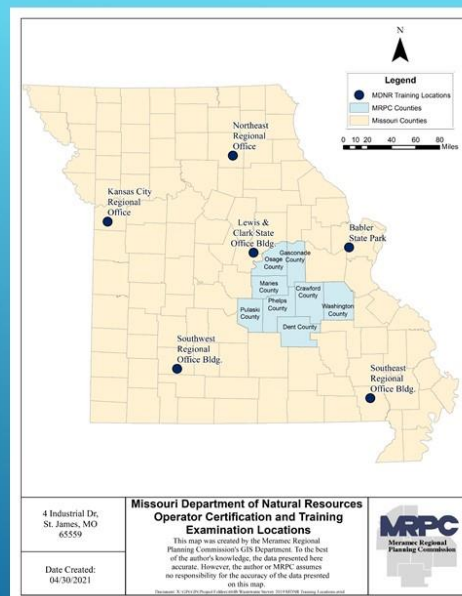 N
Legend
MDNR Training Locations
MRPC Counties
Missouri Counties
0 10 20 40 60 80
Miles
Northeast
Regional
Office
Kansas City
Regional
Office
Lewis &
Clark State
Office Bldg.
Babler
State Park
Gasconade
County
Osage
County
Maries
County
Crawford
County
Phelps
County
Pulaski
County
Washington
County
Dent County
Southwest
Regional
Office Bldg.
Southeast
Regional
Office Bldg.
4 Industrial Dr,
St. James, MO
65559
Date Created:
04/30/2021
Missouri Department of Natural Resources
Operator Certification and Training
Examination Locations
This map was created by the Meramec Regional
Planning Commission's GIS Department. To the best
of the author's knowledge, the data presented here
accurate. However, the author or MRPC assumes
no responsibility for the accuracy of the data presented
on this map.
MRPC
Meramec Regional
Planning Commission